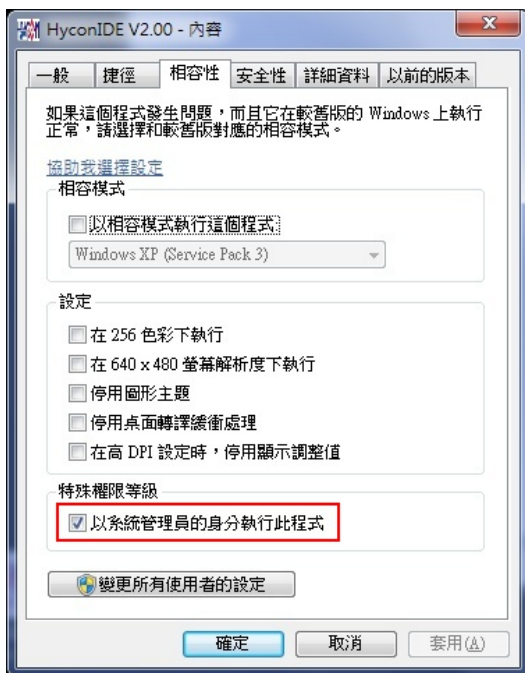 HyconIDE V2.00 - 內容
一般 捷徑 相容性 安全性 詳細資料 以前的版本
如果這個程式發生問題，而且它在較舊版的 Windows 上執行
正常，請選擇和較舊版對應的相容模式。
協助我選擇設定
相容模式
以相容模式執行這個程式:
Windows XP (Service Pack 3)
設定
在 256 色彩下執行
在 640 x 480 螢幕解析度下執行
停用圖形主題
停用桌面轉譯緩衝處理
在高 DPI 設定時，停用顯示調整值
特殊權限等級
以系統管理員的身分執行此程式
變更所有使用者的設定
確定 取消 套用(A)